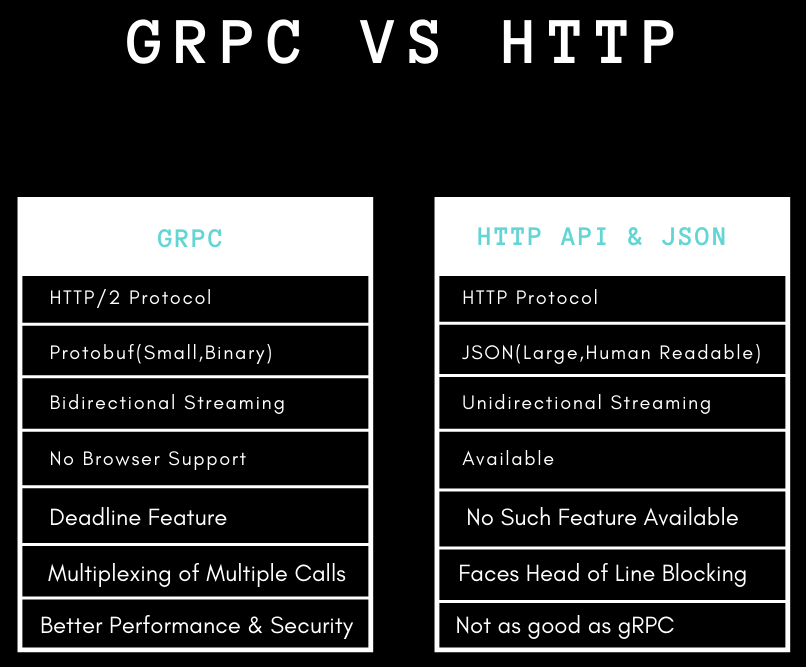 GRPC VS HTTP
GRPC
HTTP/2 Protocol
Protobuf(Small,Binary)
Bidirectional Streaming
No Browser Support
Deadline Feature
Multiplexing of Multiple Calls
Better Performance & Security
HTTP API & JSON
HTTP Protocol
JSON(Large,Human Readable)
Unidirectional Streaming
Available
No Such Feature Available
Faces Head of Line Blocking
Not as good as gRPC